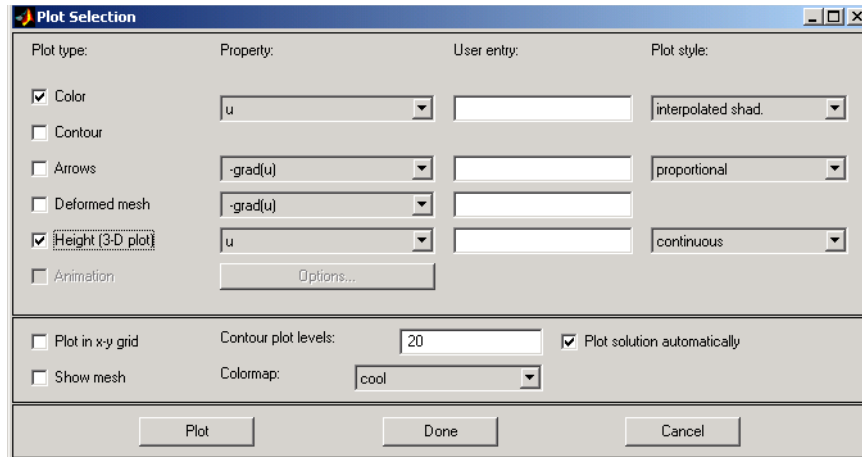 Plot Selection
Plot type: Property: User entry: Plot style:
Color u interpolated shad.
Contour
Arrows -grad(u) proportional
Deformed mesh -grad(u)
Height (3-D plot) u continuous
Animation Options...
Plot in x-y grid Contour plot levels: 20 Plot solution automatically
Show mesh Colormap: cool
Plot Done Cancel